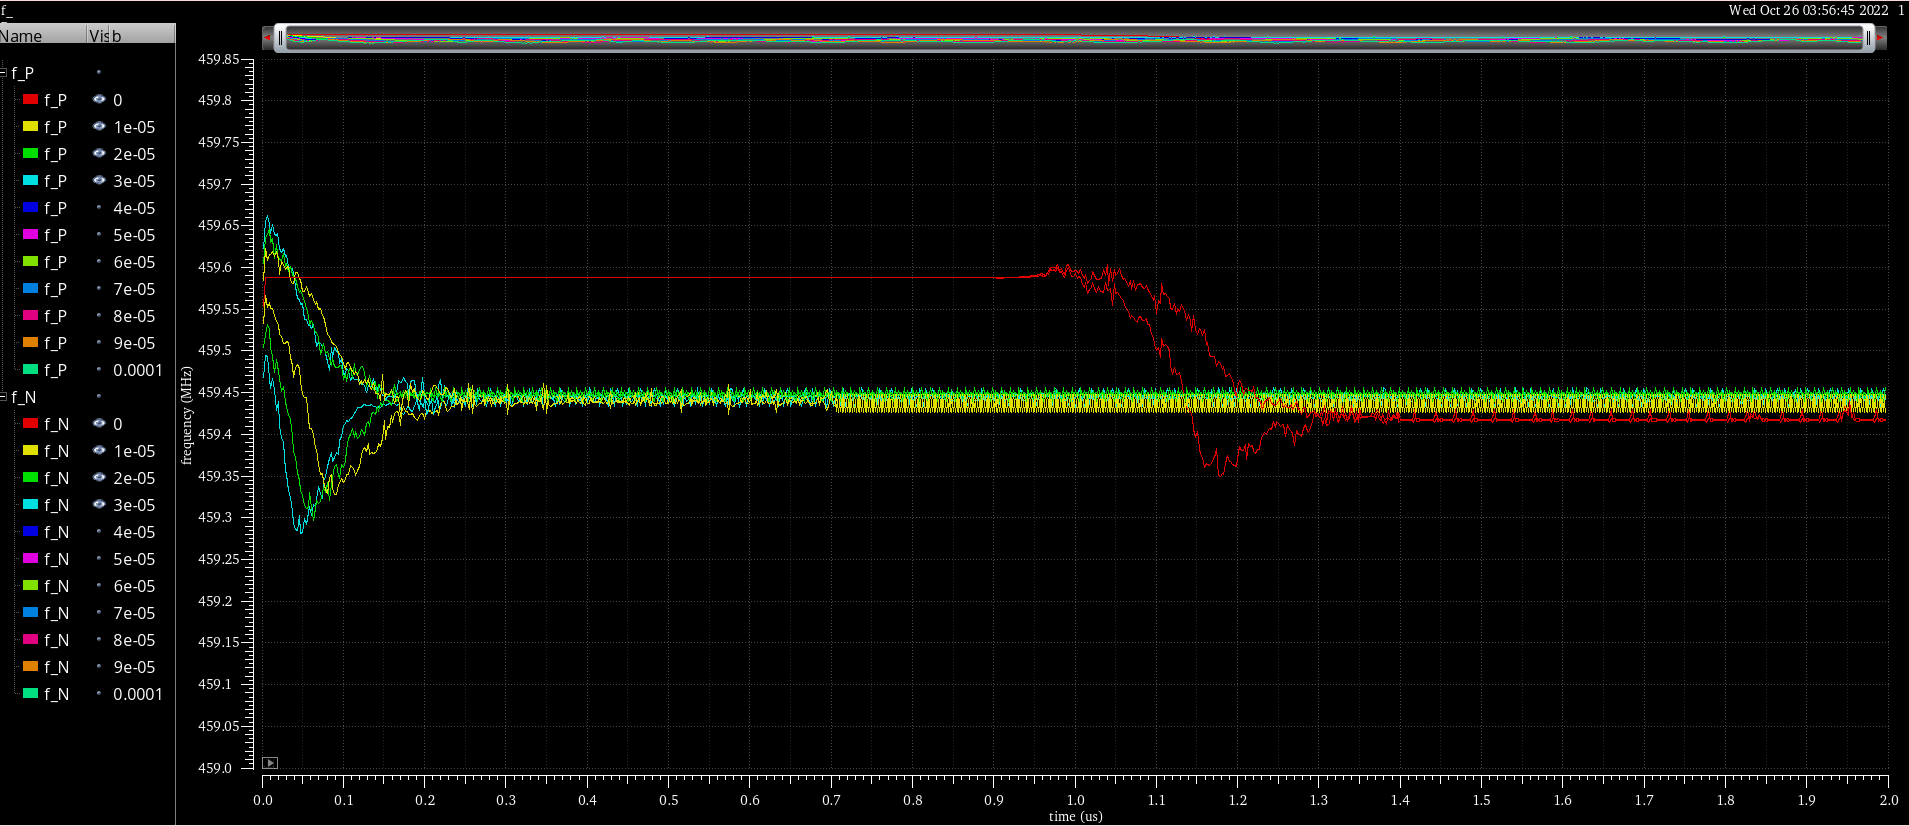 f_
Wed Oct 26 03:56:45 2022 1
Name Vis b
f_P
f_P 0
f_P 1e-05
f_P 2e-05
f_P 3e-05
f_P 4e-05
f_P 5e-05
f_P 6e-05
f_P 7e-05
f_P 8e-05
f_P 9e-05
f_P 0.0001
f_N
f_N 0
f_N 1e-05
f_N 2e-05
f_N 3e-05
f_N 4e-05
f_N 5e-05
f_N 6e-05
f_N 7e-05
f_N 8e-05
f_N 9e-05
f_N 0.0001
frequency (MHz)
459.85
459.8
459.75
459.7
459.65
459.6
459.55
459.5
459.45
459.4
459.35
459.3
459.25
459.2
459.15
459.1
459.05
459.0
0.0 0.1 0.2 0.3 0.4 0.5 0.6 0.7 0.8 0.9 1.0 1.1 1.2 1.3 1.4 1.5 1.6 1.7 1.8 1.9 2.0
time (us)